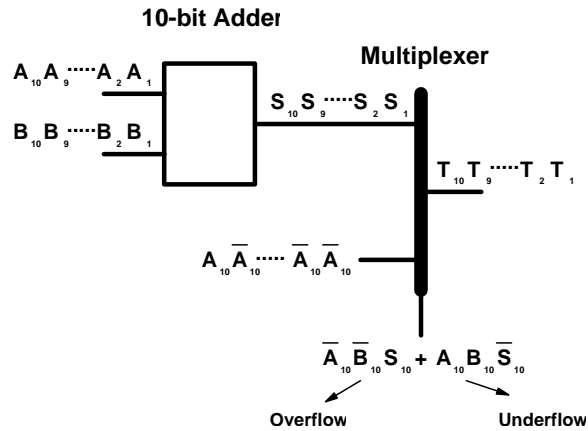 10-bit Adder
Multiplexer
A₁₀A₉·····A₂A₁
S₁₀S₉·····S₂S₁
B₁₀B₉·····B₂B₁
T₁₀T₉·····T₂T₁
A₁₀A̅₁₀·····A̅₁₀A̅₁₀
A̅₁₀B̅₁₀S₁₀ + A₁₀B₁₀S̅₁₀
Overflow
Underflow